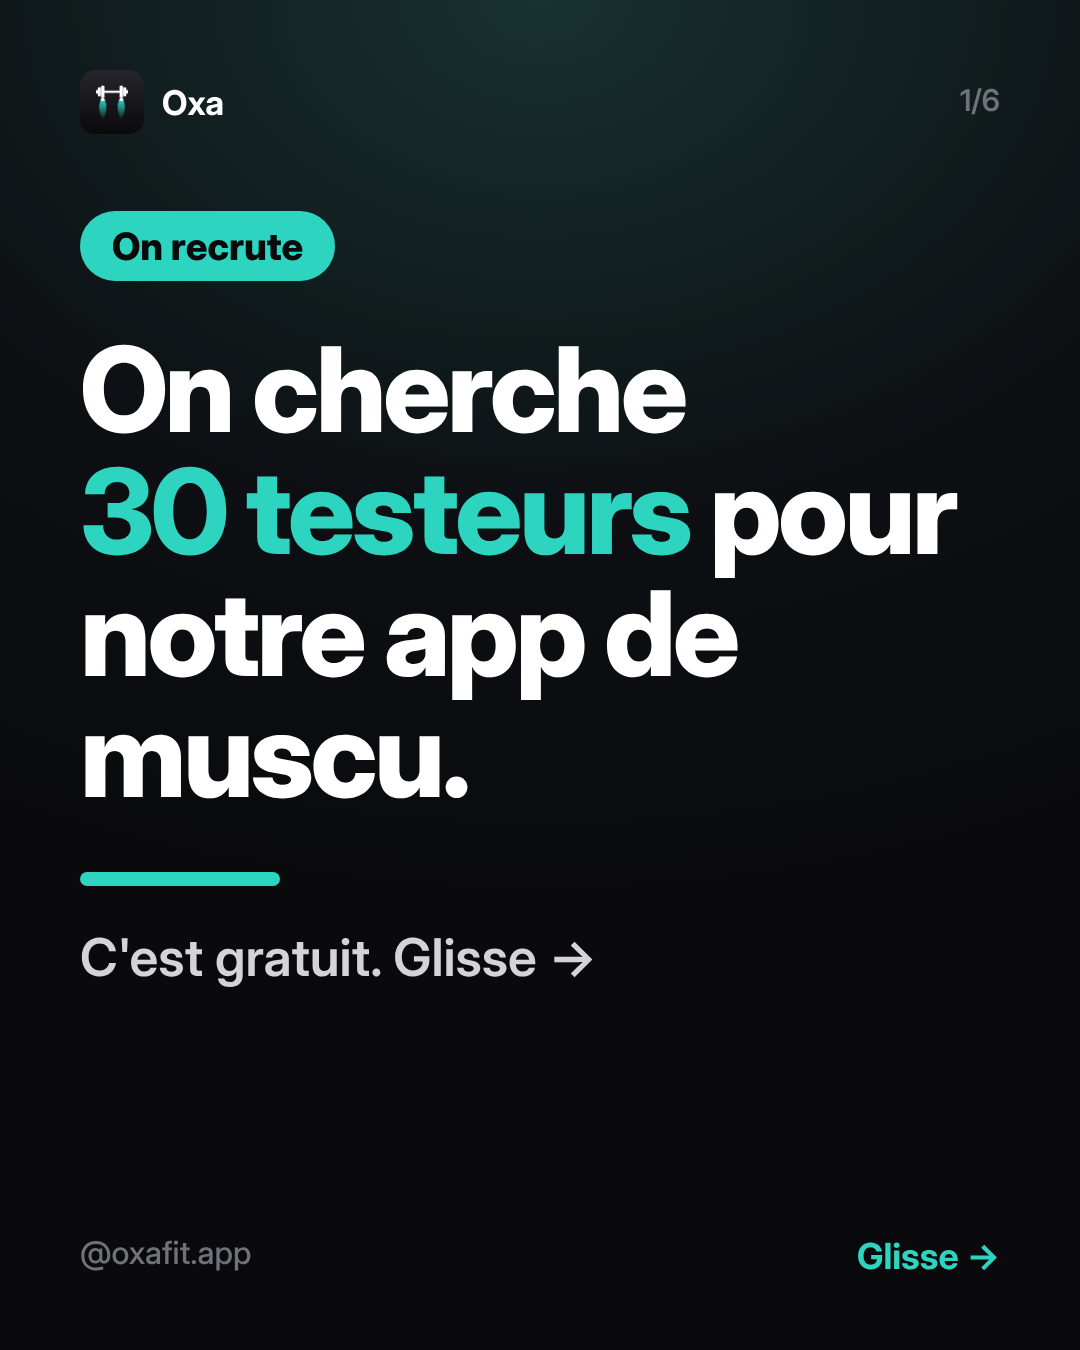 Oxa
1/6
On recrute
On cherche
30 testeurs pour
notre app de
muscu.
C'est gratuit. Glisse →
@oxafit.app
Glisse →